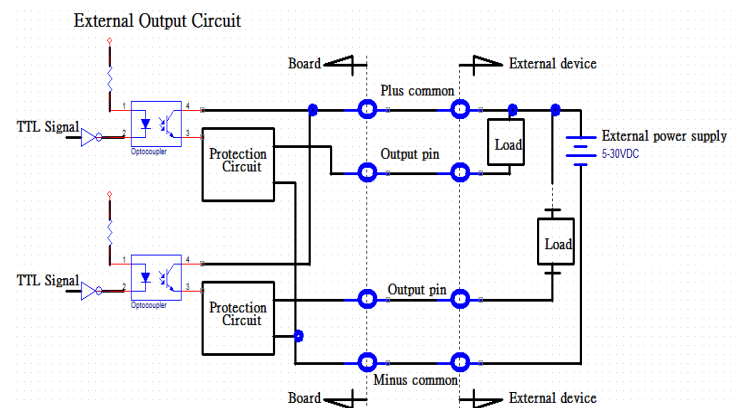 External Output Circuit
Board
External device
Plus common
1
4
TTL Signal
2
3
Optocoupler
Protection
Circuit
Output pin
Load
External power supply
5-30VDC
1
4
TTL Signal
2
3
Optocoupler
Protection
Circuit
Output pin
Load
Minus common
Board
External device